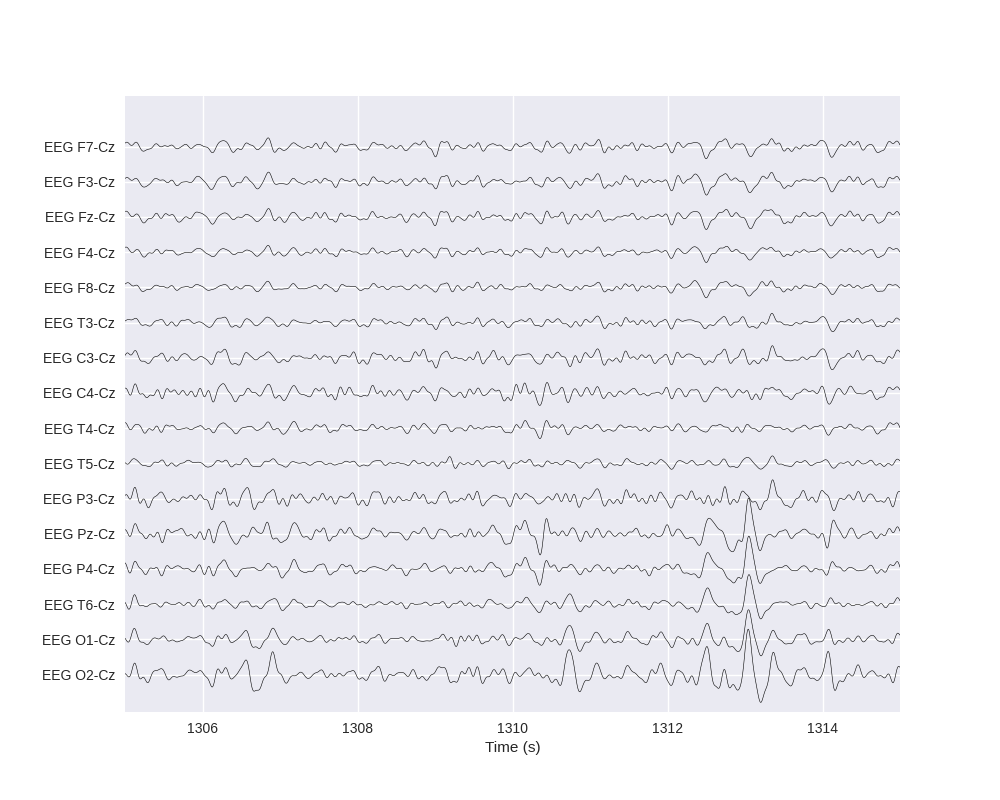 EEG F7-Cz
EEG F3-Cz
EEG Fz-Cz
EEG F4-Cz
EEG F8-Cz
EEG T3-Cz
EEG C3-Cz
EEG C4-Cz
EEG T4-Cz
EEG T5-Cz
EEG P3-Cz
EEG Pz-Cz
EEG P4-Cz
EEG T6-Cz
EEG O1-Cz
EEG O2-Cz
1306 1308 1310 1312 1314
Time (s)